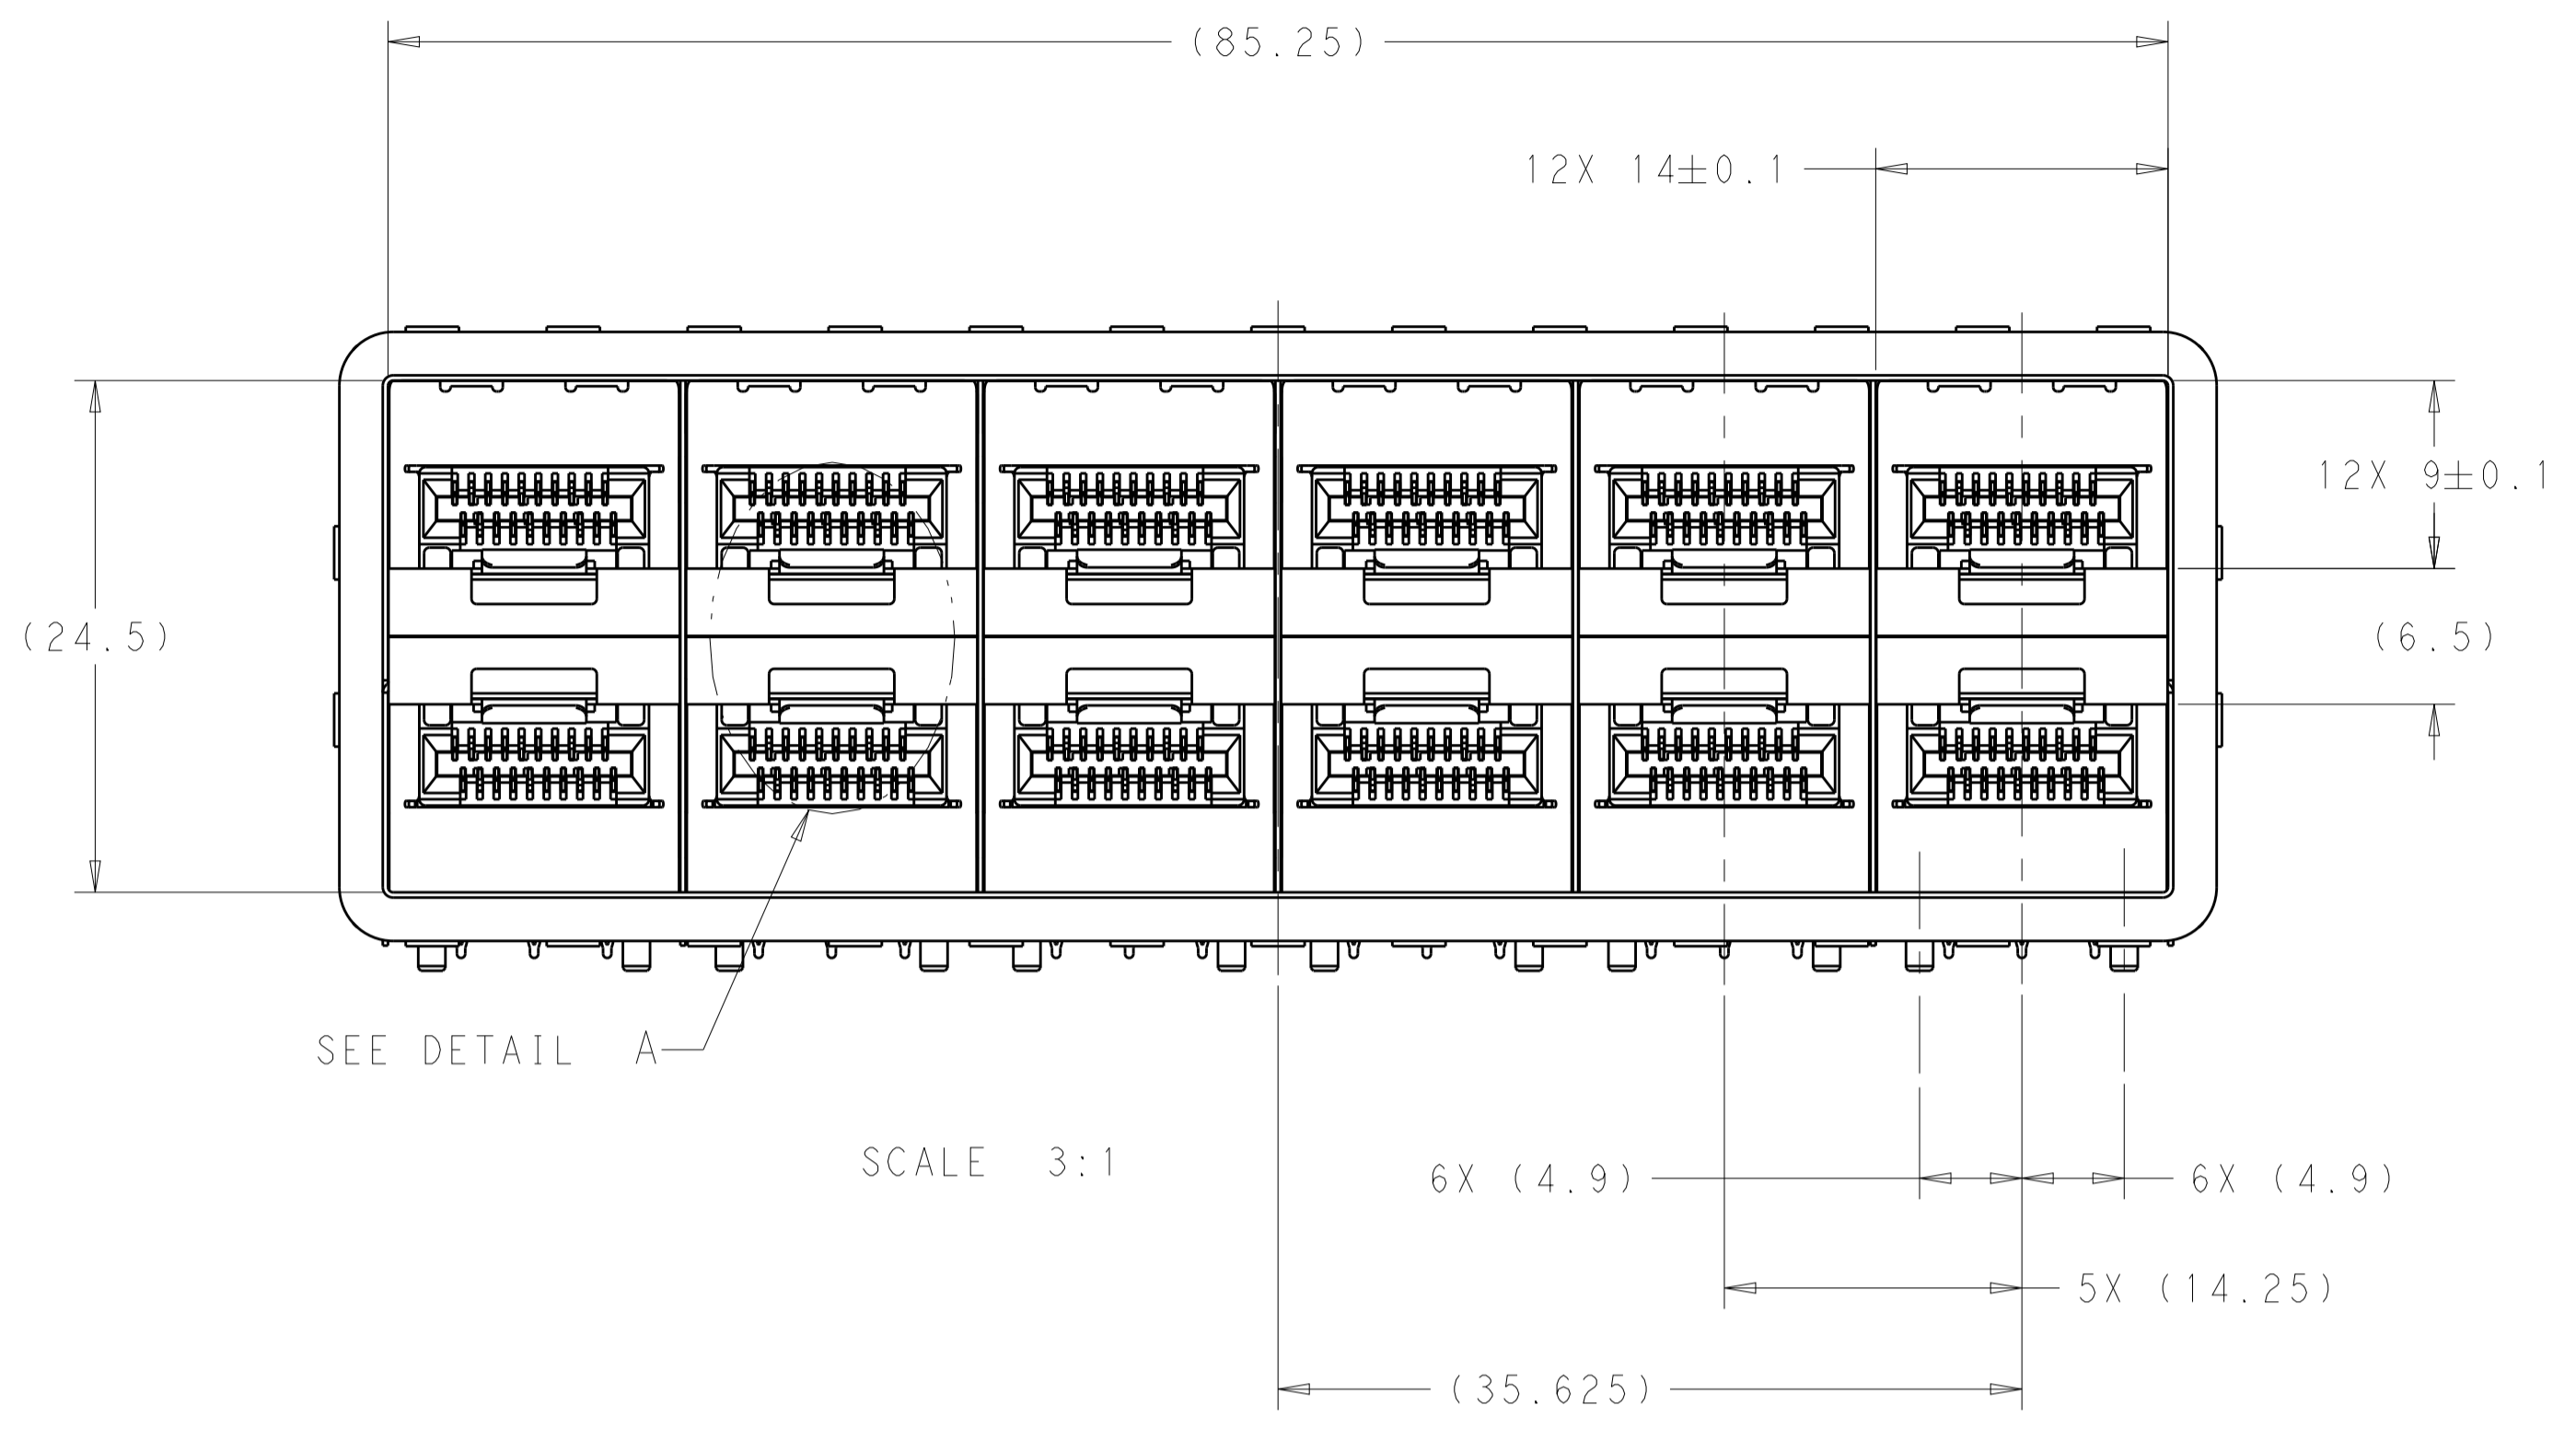 (85.25)
12X 14±0.1
12X 9±0.1
(24.5)
(6.5)
SEE DETAIL A
SCALE 3:1
6X (4.9)
6X (4.9)
5X (14.25)
(35.625)